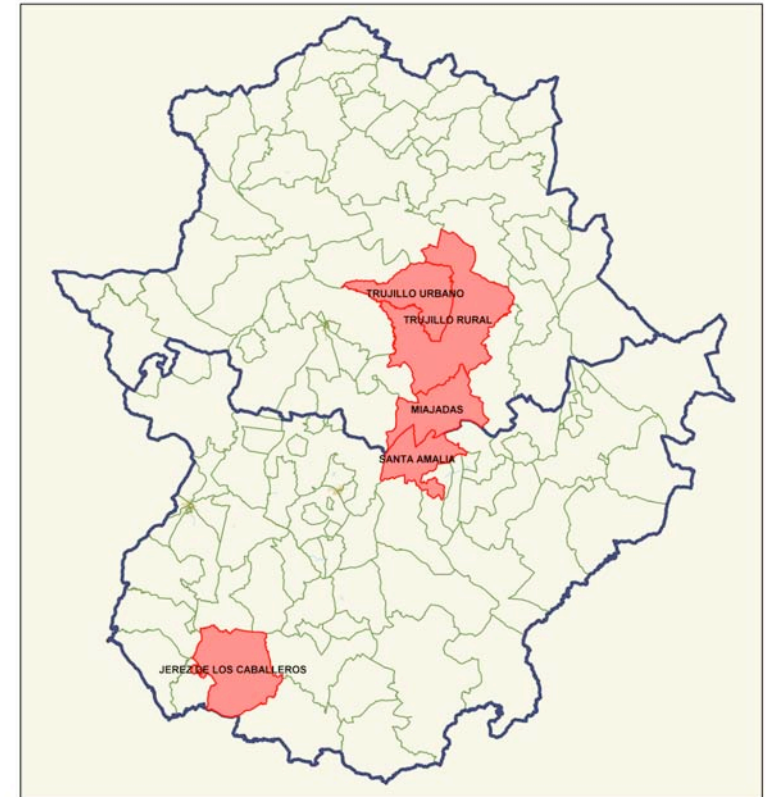 TRUJILLO URBANO
TRUJILLO RURAL
MIAJADAS
SANTA AMALIA
JEREZ DE LOS CABALLEROS